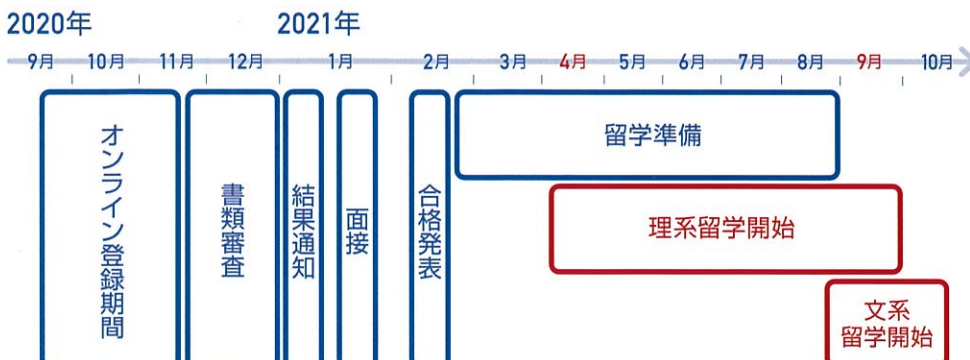 2020年
2021年
9月
10月
11月
12月
1月
2月
3月
4月
5月
6月
7月
8月
9月
10月
オンライン登録期間
書類審査
結果通知
面接
合格発表
留学準備
理系留学開始
文系
留学開始